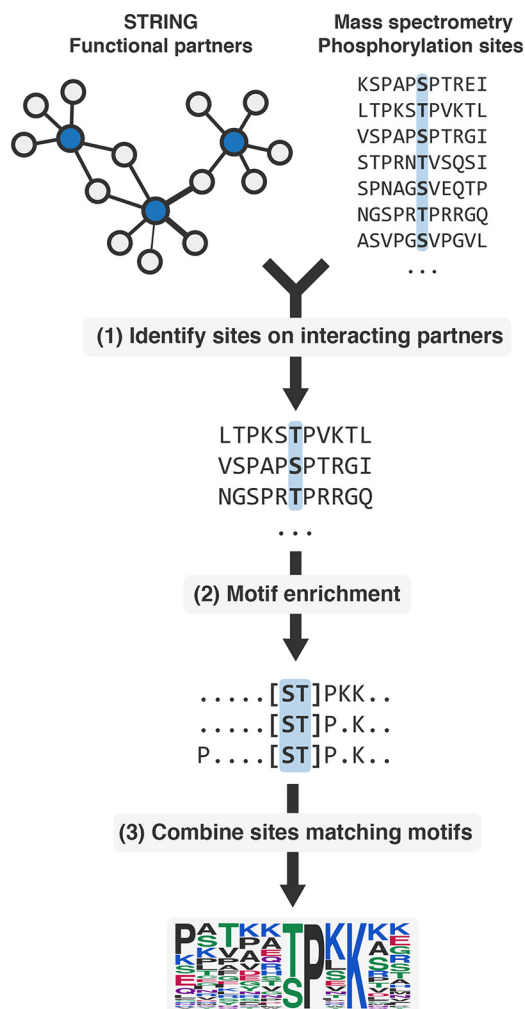 STRING
Functional partners
Mass spectrometry
Phosphorylation sites
KSPAPSPTREI
LTPKSTPVKTL
VSPAPSPTRGI
STPRNTVSQSI
SPNAGSVEQTP
NGSPRTPRRGQ
ASVPGSVPGVL
...
(1) Identify sites on interacting partners
LTPKSTPVKTL
VSPAPSPTRGI
NGSPRTPRRGQ
...
(2) Motif enrichment
.....[ST]PKK..
.....[ST]P.K..
P....[ST]P.K..
(3) Combine sites matching motifs
PATKKTPKKKK